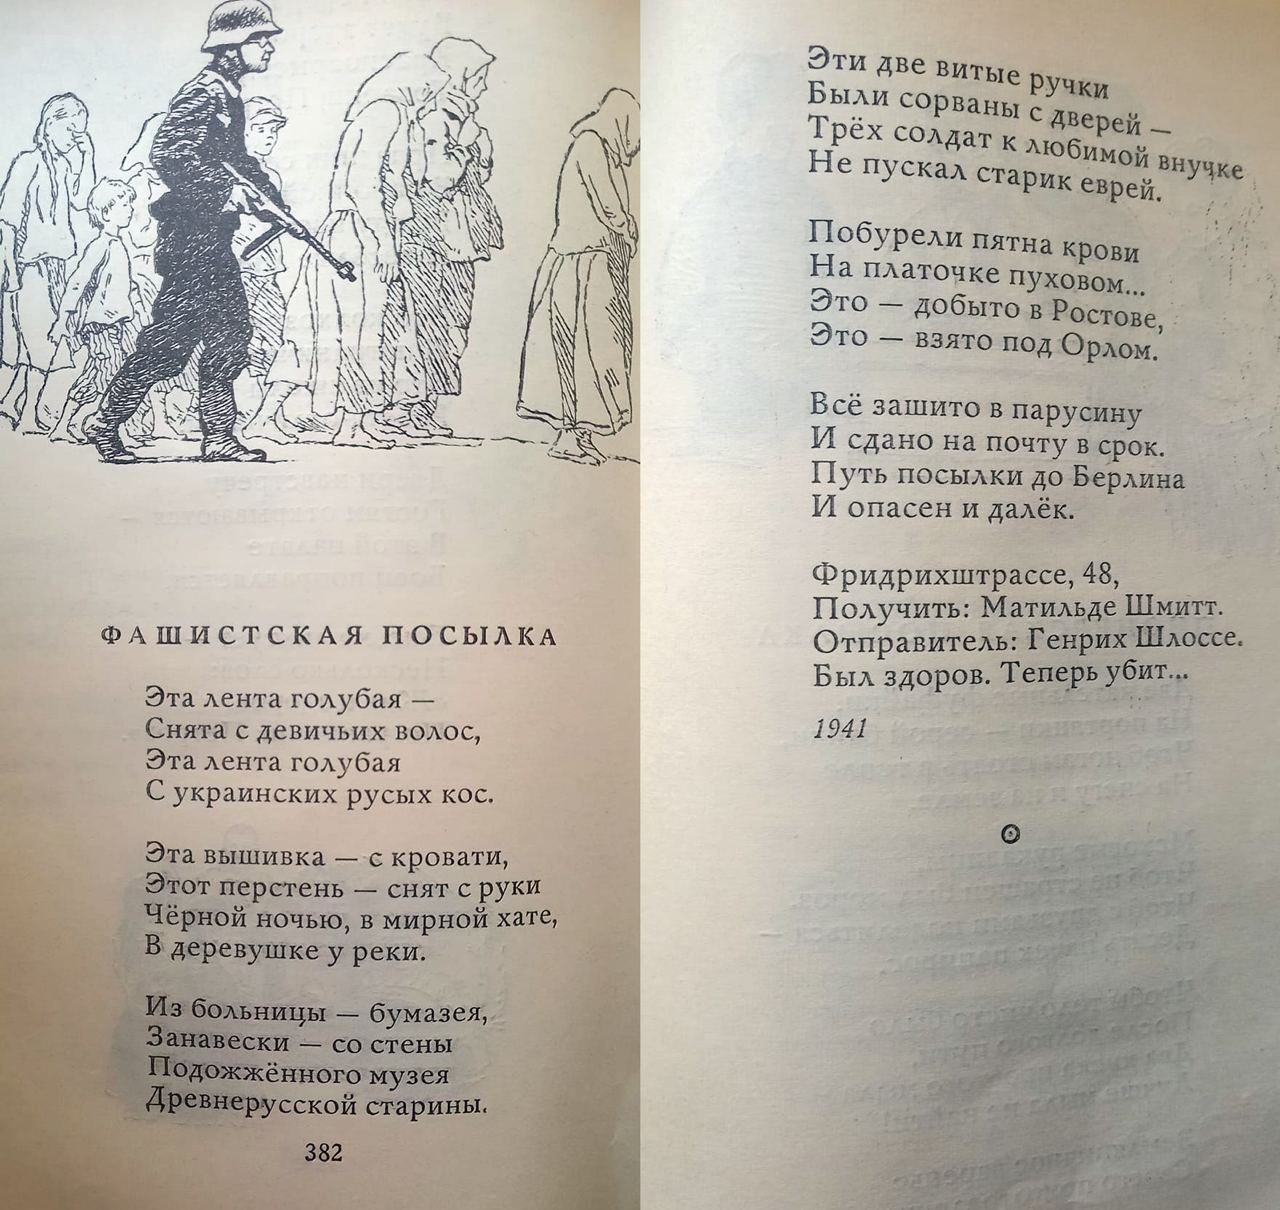 ФАШИСТСКАЯ ПОСЫЛКА
Эта лента голубая —
Снята с девичьих волос,
Эта лента голубая
С украинских русых кос.
Эта вышивка — с кровати,
Этот перстень — снят с руки
Чёрной ночью, в мирной хате,
В деревушке у реки.
Из больницы — бумазея,
Занавески — со стены
Подожжённого музея
Древнерусской старины.
382
Эти две витые ручки
Были сорваны с дверей —
Трёх солдат к любимой внучке
Не пускал старик еврей.
Побурели пятна крови
На платочке пуховом...
Это — добыто в Ростове,
Это — взято под Орлом.
Всё зашито в парусину
И сдано на почту в срок.
Путь посылки до Берлина
И опасен и далёк.
Фридрихштрассе, 48,
Получить: Матильде Шмитт.
Отправитель: Генрих Шлоссе.
Был здоров. Теперь убит...
1941